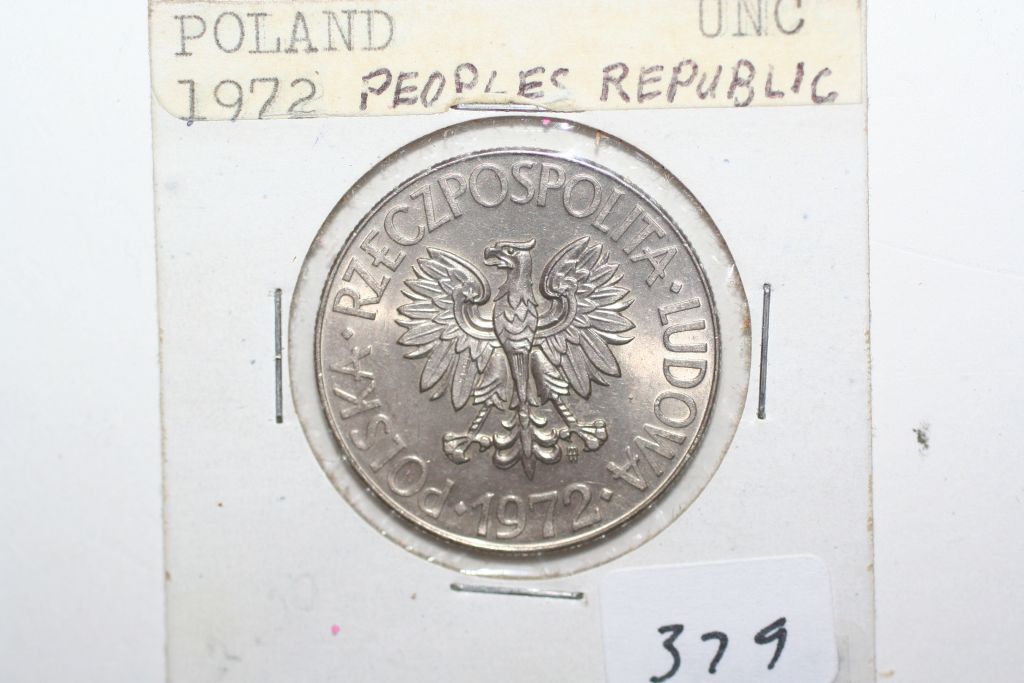 POLAND UNC
1972 PEOPLES REPUBLIC
POLSKA · RZECZPOSPOLITA · LUDOWA
· 1972 ·
379